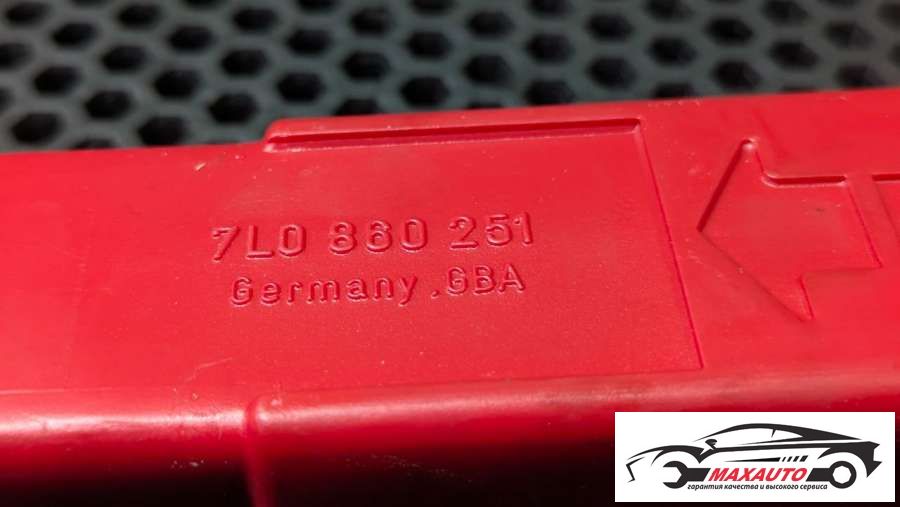 7L0 860 251
Germany .GBA
MAXAUTO
гарантия качества и высокого сервиса